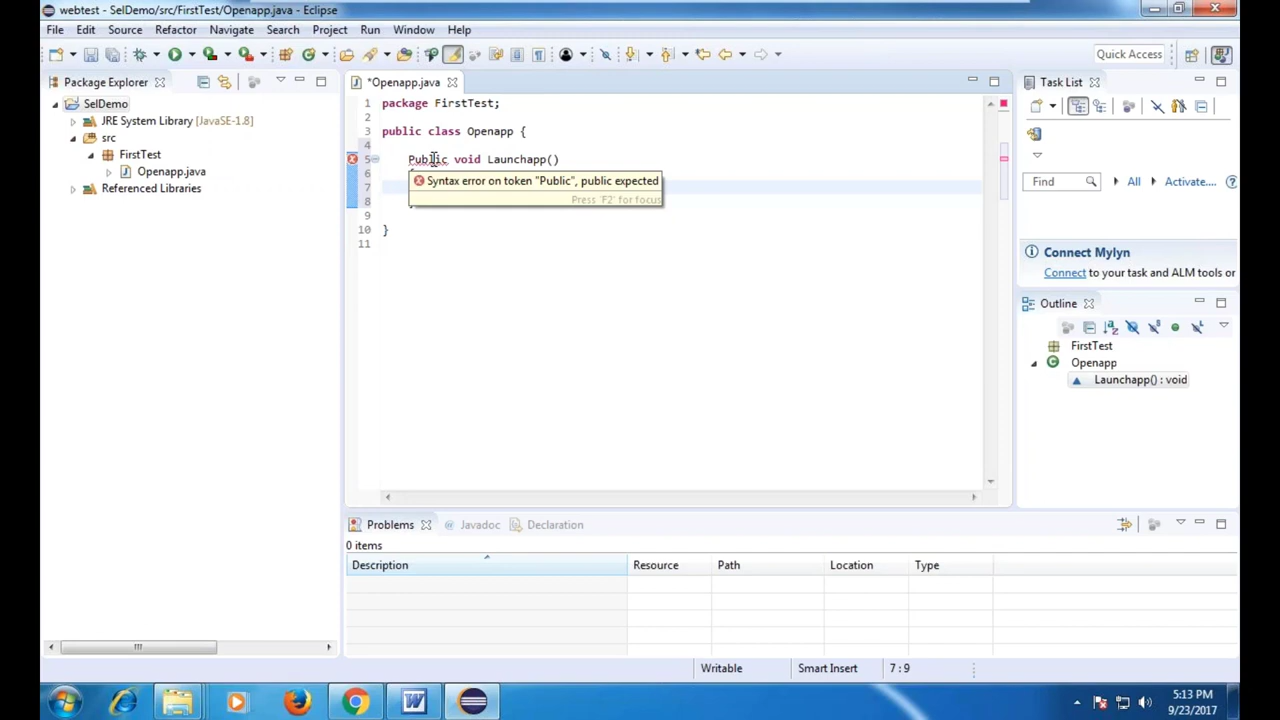 webtest - SelDemo/src/FirstTest/Openapp.java - Eclipse
File Edit Source Refactor Navigate Search Project Run Window Help
Quick Access
Package Explorer
*Openapp.java
Task List
SelDemo
JRE System Library [JavaSE-1.8]
src
FirstTest
Openapp.java
Referenced Libraries
1 package FirstTest;
2
3 public class Openapp {
4
5 Public void Launchapp()
6
7
8
9
10 }
11
Syntax error on token "Public", public expected
Press 'F2' for focus
Find All Activate...
Connect Mylyn
Connect to your task and ALM tools or
Outline
FirstTest
Openapp
Launchapp() : void
Problems @ Javadoc Declaration
0 items
Description Resource Path Location Type
Writable Smart Insert 7 : 9
5:13 PM
9/23/2017